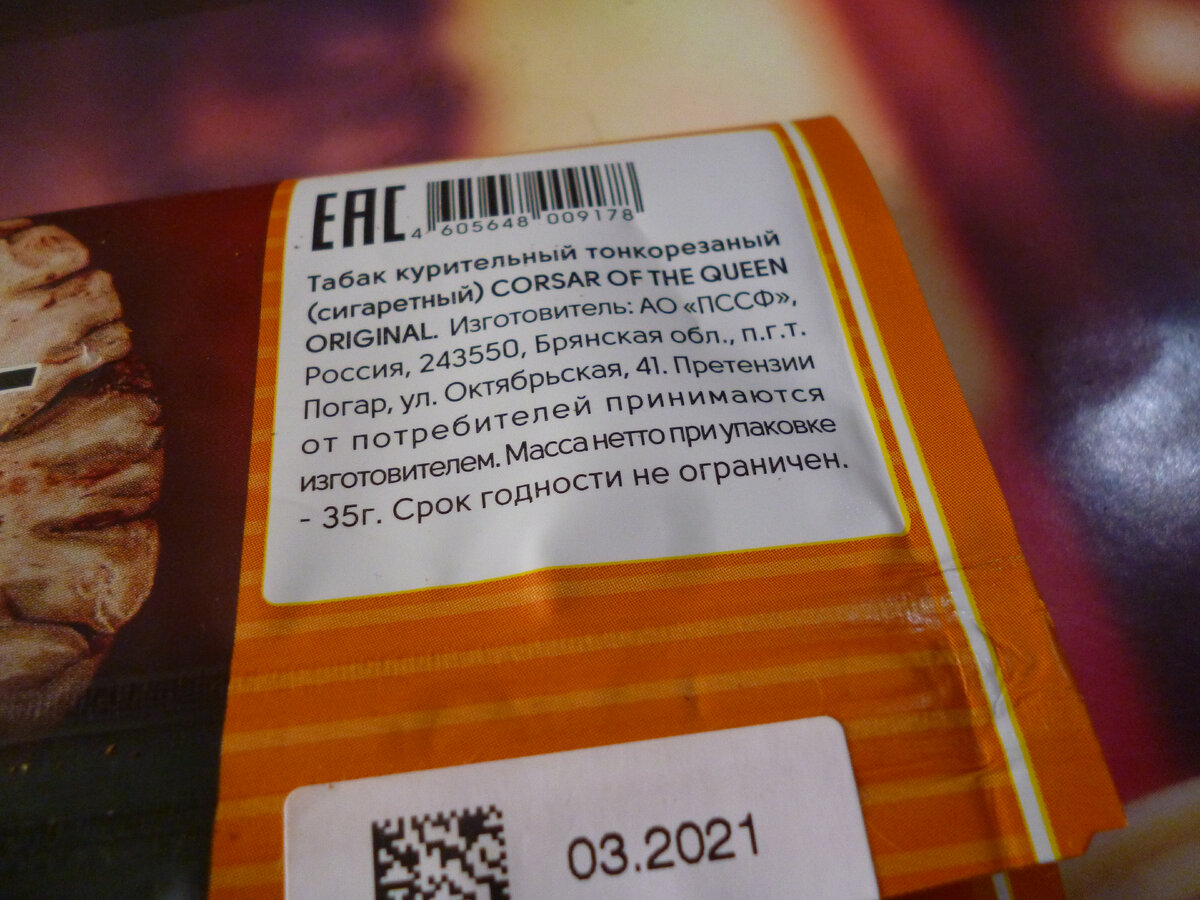 EAC
4 605648 009178
Табак курительный тонкорезаный
(сигаретный) CORSAR OF THE QUEEN
ORIGINAL. Изготовитель: АО «ПССФ»,
Россия, 243550, Брянская обл., п.г.т.
Погар, ул. Октябрьская, 41. Претензии
от потребителей принимаются
изготовителем. Масса нетто при упаковке
- 35г. Срок годности не ограничен.
03.2021